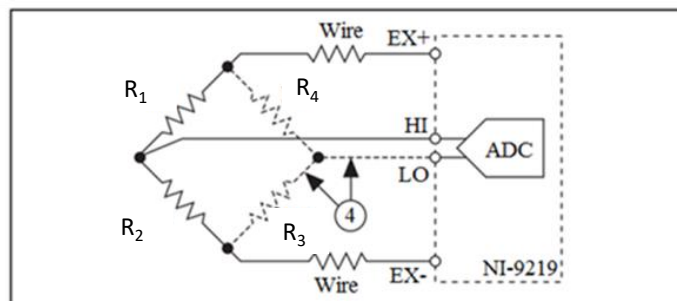 Wire EX+
R1 R4
HI
ADC
LO
4
R2 R3
EX- NI-9219
Wire